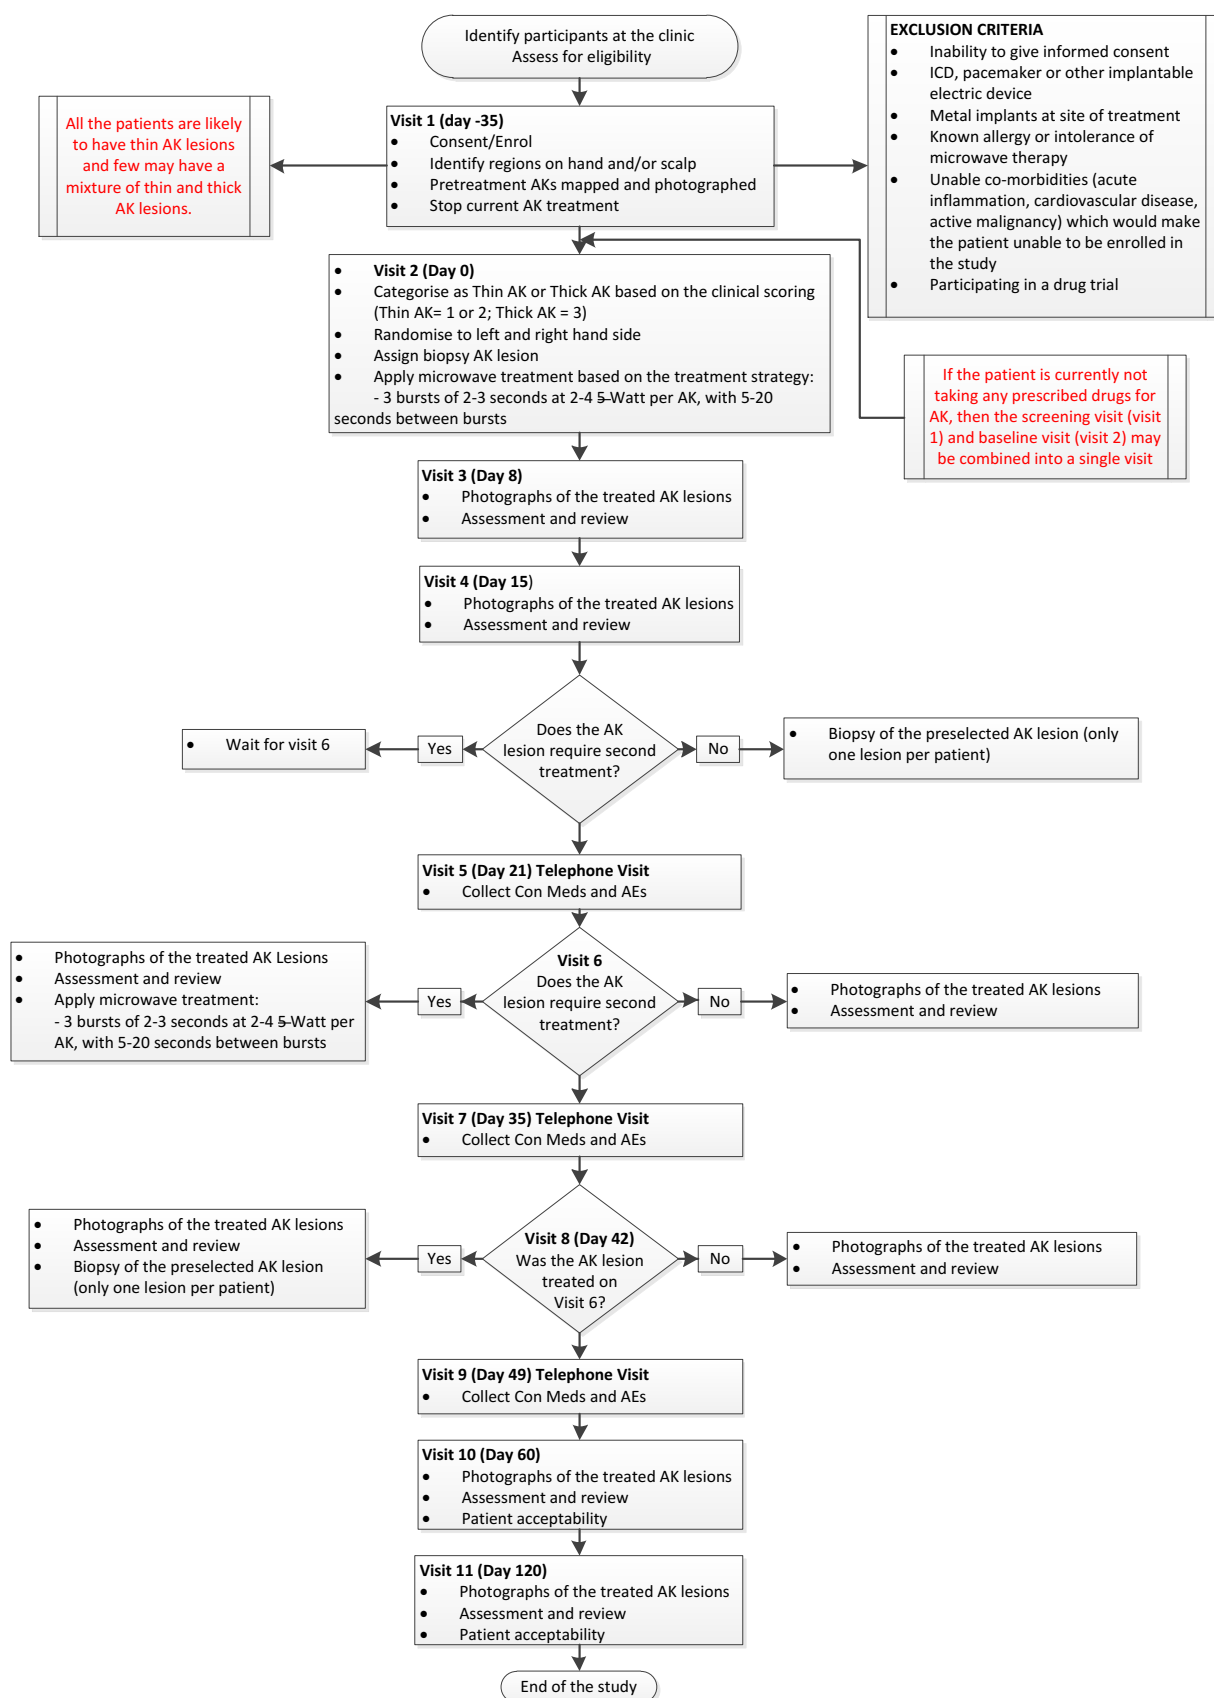 Identify participants at the clinic
Assess for eligibility
EXCLUSION CRITERIA
• Inability to give informed consent
• ICD, pacemaker or other implantable
electric device
• Metal implants at site of treatment
• Known allergy or intolerance of
microwave therapy
• Unable co-morbidities (acute
inflammation, cardiovascular disease,
active malignancy) which would make
the patient unable to be enrolled in
the study
• Participating in a drug trial
All the patients are likely
to have thin AK lesions
and few may have a
mixture of thin and thick
AK lesions.
Visit 1 (day -35)
• Consent/Enrol
• Identify regions on hand and/or scalp
• Pretreatment AKs mapped and photographed
• Stop current AK treatment
• Visit 2 (Day 0)
• Categorise as Thin AK or Thick AK based on the clinical scoring
(Thin AK= 1 or 2; Thick AK = 3)
• Randomise to left and right hand side
• Assign biopsy AK lesion
• Apply microwave treatment based on the treatment strategy:
- 3 bursts of 2-3 seconds at 2-4 5 Watt per AK, with 5-20
seconds between bursts
If the patient is currently not
taking any prescribed drugs for
AK, then the screening visit (visit
1) and baseline visit (visit 2) may
be combined into a single visit
Visit 3 (Day 8)
• Photographs of the treated AK lesions
• Assessment and review
Visit 4 (Day 15)
• Photographs of the treated AK lesions
• Assessment and review
Does the AK
lesion require second
treatment?
Yes
• Wait for visit 6
No
• Biopsy of the preselected AK lesion (only
one lesion per patient)
Visit 5 (Day 21) Telephone Visit
• Collect Con Meds and AEs
Visit 6
Does the AK
lesion require second
treatment?
Yes
• Photographs of the treated AK Lesions
• Assessment and review
• Apply microwave treatment:
- 3 bursts of 2-3 seconds at 2-4 5 Watt per
AK, with 5-20 seconds between bursts
No
• Photographs of the treated AK lesions
• Assessment and review
Visit 7 (Day 35) Telephone Visit
• Collect Con Meds and AEs
Visit 8 (Day 42)
Was the AK lesion
treated on
Visit 6?
Yes
• Photographs of the treated AK lesions
• Assessment and review
• Biopsy of the preselected AK lesion
(only one lesion per patient)
No
• Photographs of the treated AK lesions
• Assessment and review
Visit 9 (Day 49) Telephone Visit
• Collect Con Meds and AEs
Visit 10 (Day 60)
• Photographs of the treated AK lesions
• Assessment and review
• Patient acceptability
Visit 11 (Day 120)
• Photographs of the treated AK lesions
• Assessment and review
• Patient acceptability
End of the study